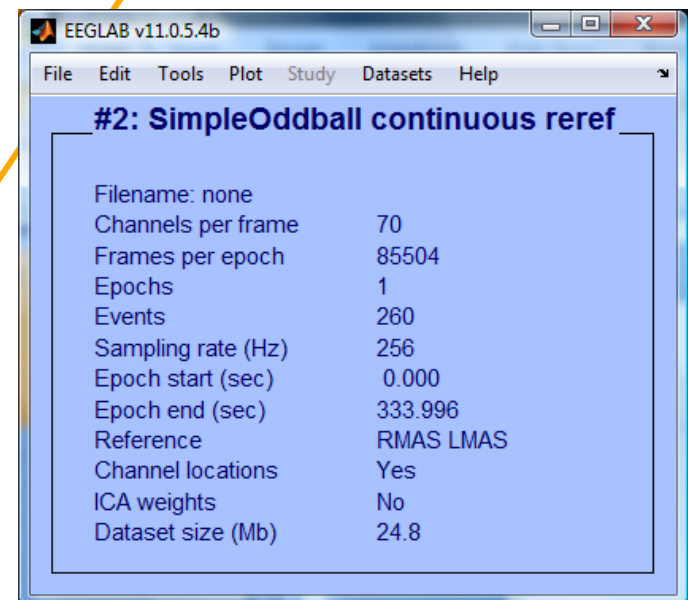 EEGLAB v11.0.5.4b
File Edit Tools Plot Study Datasets Help
#2: SimpleOddball continuous reref
Filename: none
Channels per frame 70
Frames per epoch 85504
Epochs 1
Events 260
Sampling rate (Hz) 256
Epoch start (sec) 0.000
Epoch end (sec) 333.996
Reference RMAS LMAS
Channel locations Yes
ICA weights No
Dataset size (Mb) 24.8